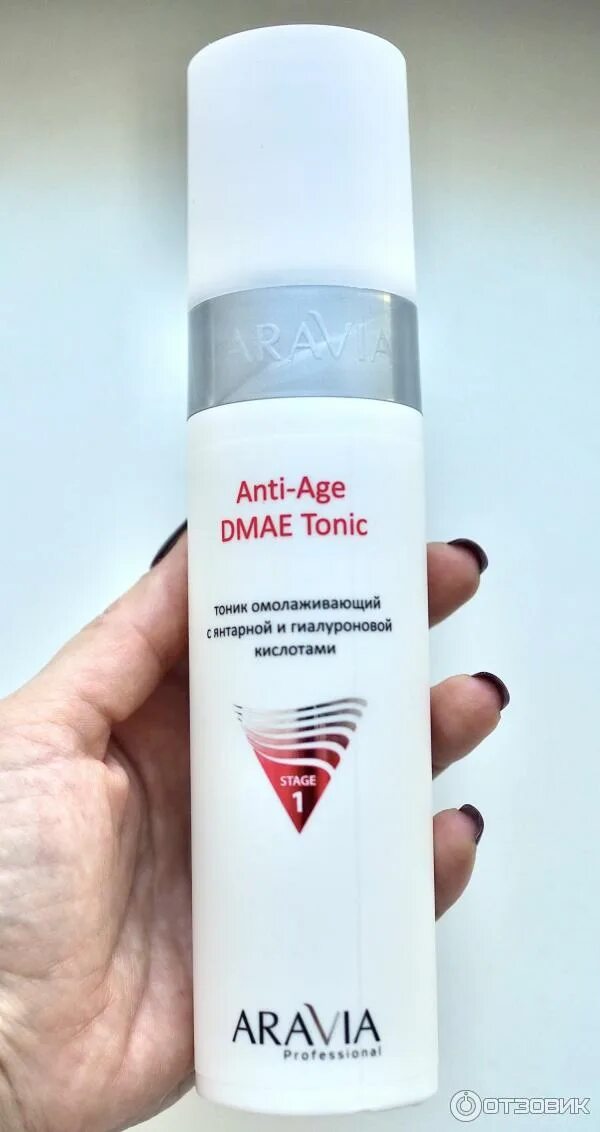 ARAVIA
Anti-Age
DMAE Tonic
тоник омолаживающий
с янтарной и гиалуроновой
кислотами
STAGE
1
ARAVIA
Professional
ОТЗОВИК